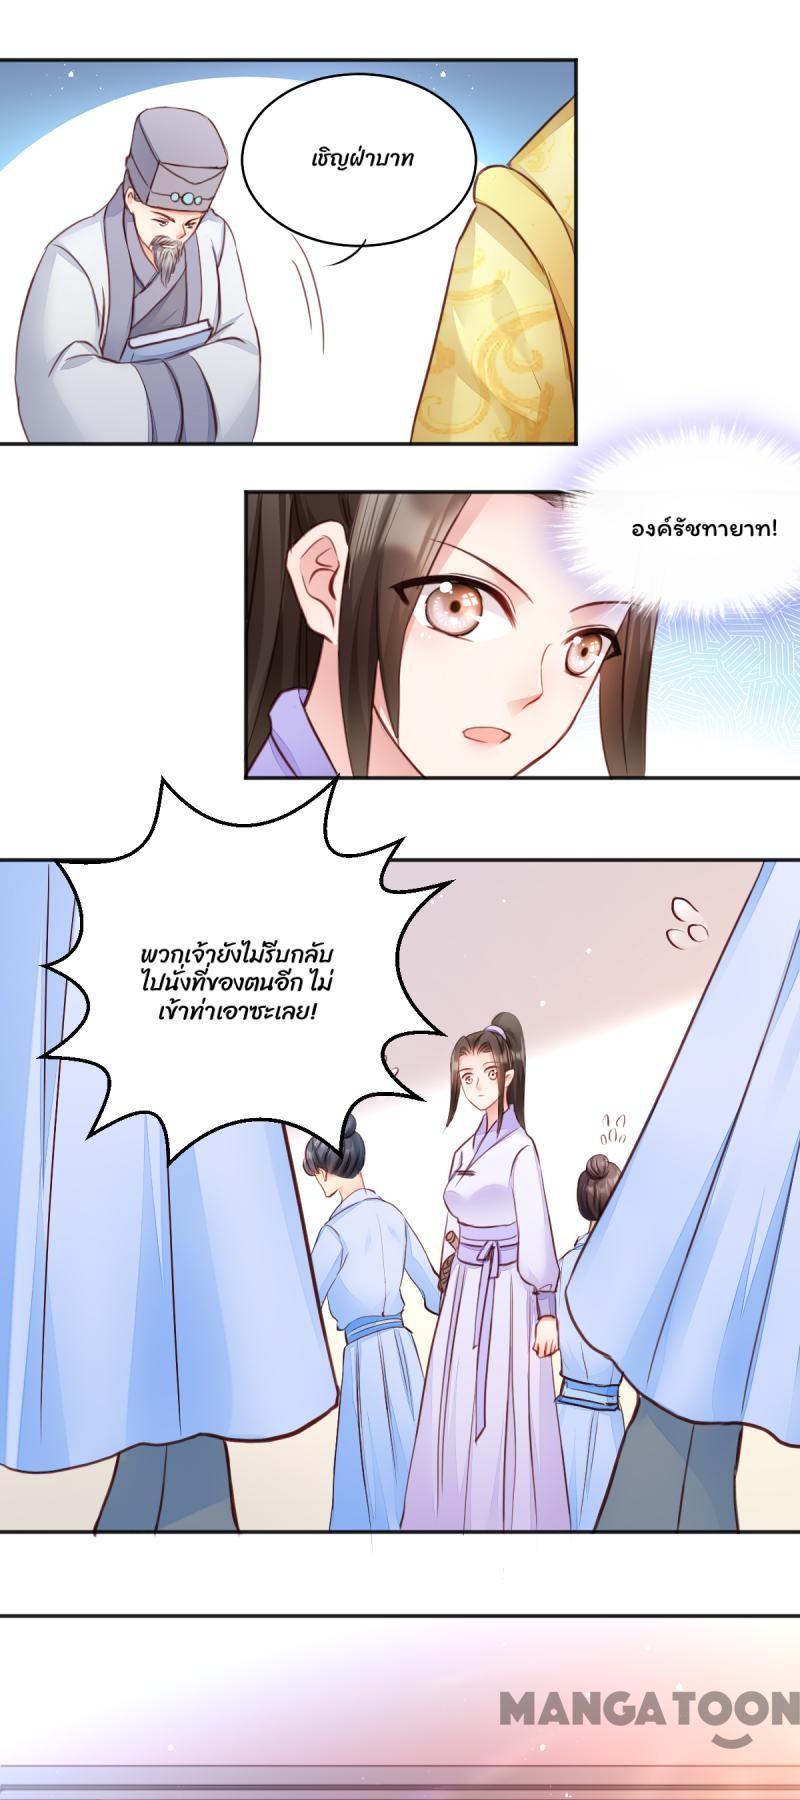 เชิญฝ่าบาท
องค์รัชทายาท!
พวกเจ้ายังไม่รีบกลับ
ไปนั่งที่ของตนอีก ไม่
เข้าท่าเอาซะเลย!
MANGATOON